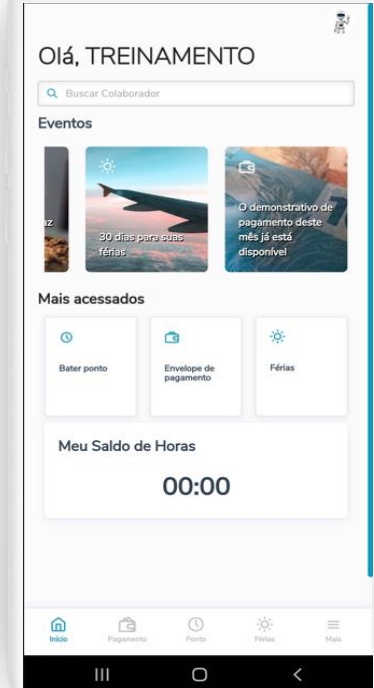 Olá, TREINAMENTO
Buscar Colaborador
Eventos
az
30 dias para suas
férias
O demonstrativo de
pagamento deste
mês já está
disponível
Mais acessados
Bater ponto
Envelope de
pagamento
Férias
Meu Saldo de Horas
00:00
Início
Pagamento
Ponto
Férias
Mais